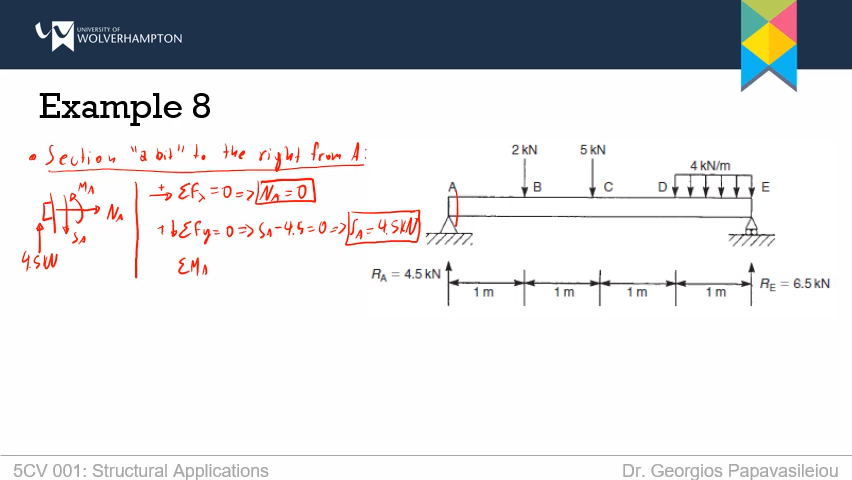 UNIVERSITY OF
WOLVERHAMPTON
Example 8
• Section "a bit" to the right from A:
MA
NA
SA
4.5kN
+→ ΣFx = 0 => NA = 0
+↓ ΣFy = 0 => SA - 4.5 = 0 => SA = 4.5kN
ΣMA
2 kN 5 kN
4 kN/m
A B C D E
RA = 4.5 kN
1 m 1 m 1 m 1 m
RE = 6.5 kN
5CV 001: Structural Applications
Dr. Georgios Papavasileiou